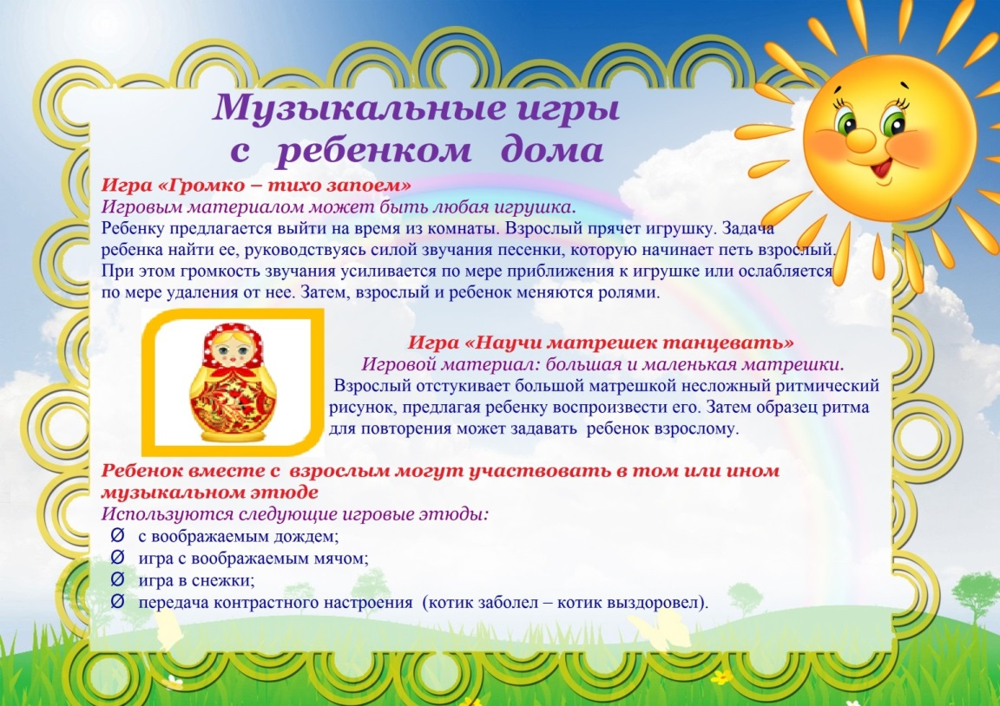 Музыкальные игры
с ребенком дома
Игра «Громко – тихо запоем»
Игровым материалом может быть любая игрушка.
Ребенку предлагается выйти на время из комнаты. Взрослый прячет игрушку. Задача
ребенка найти ее, руководствуясь силой звучания песенки, которую начинает петь взрослый.
При этом громкость звучания усиливается по мере приближения к игрушке или ослабляется
по мере удаления от нее. Затем, взрослый и ребенок меняются ролями.
Игра «Научи матрешек танцевать»
Игровой материал: большая и маленькая матрешки.
Взрослый отстукивает большой матрешкой несложный ритмический
рисунок, предлагая ребенку воспроизвести его. Затем образец ритма
для повторения может задавать ребенок взрослому.
Ребенок вместе с взрослым могут участвовать в том или ином
музыкальном этюде
Используются следующие игровые этюды:
Ø с воображаемым дождем;
Ø игра с воображаемым мячом;
Ø игра в снежки;
Ø передача контрастного настроения (котик заболел – котик выздоровел).